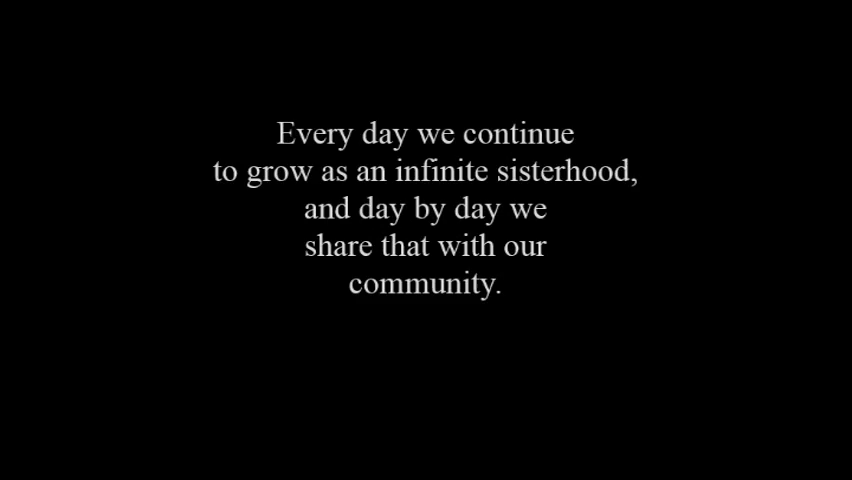 Every day we continue
to grow as an infinite sisterhood,
and day by day we
share that with our
community.